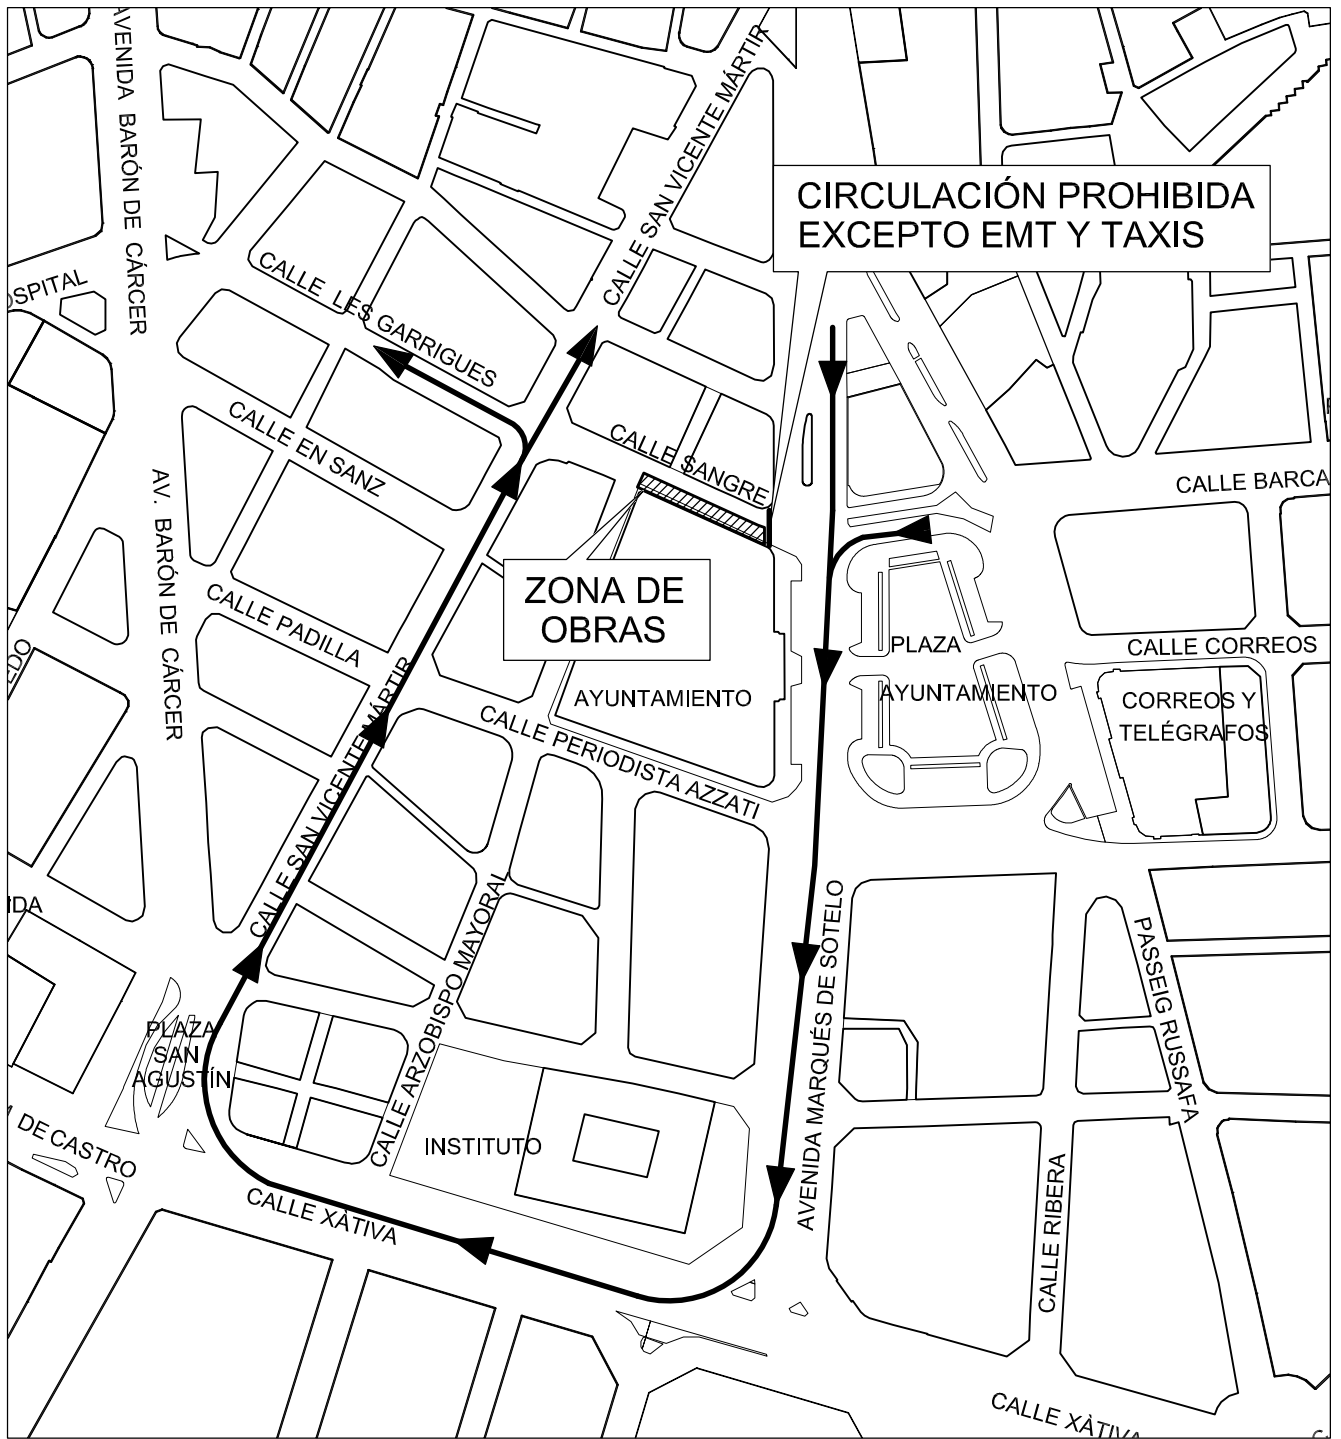 AVENIDA BARÓN DE CÁRCER
CALLE SAN VICENTE MÁRTIR
CIRCULACIÓN PROHIBIDA
EXCEPTO EMT Y TAXIS
CALLE LES GARRIGUES
OSPITAL
CALLE EN SANZ
CALLE SANGRE
AV. BARÓN DE CÁRCER
CALLE BARCA
ZONA DE
OBRAS
CALLE PADILLA
PLAZA
AYUNTAMIENTO
CALLE CORREOS
EDO
AYUNTAMIENTO
CORREOS Y
TELÉGRAFOS
CALLE SAN VICENTE MÁRTIR
CALLE PERIODISTA AZZATI
IDA
CALLE ARZOBISPO MAYORAL
AVENIDA MARQUÉS DE SOTELO
PASSEIG RUSSAFA
PLAZA
SAN
AGUSTÍN
M DE CASTRO
INSTITUTO
CALLE XÀTIVA
CALLE RIBERA
CALLE XÀTIVA